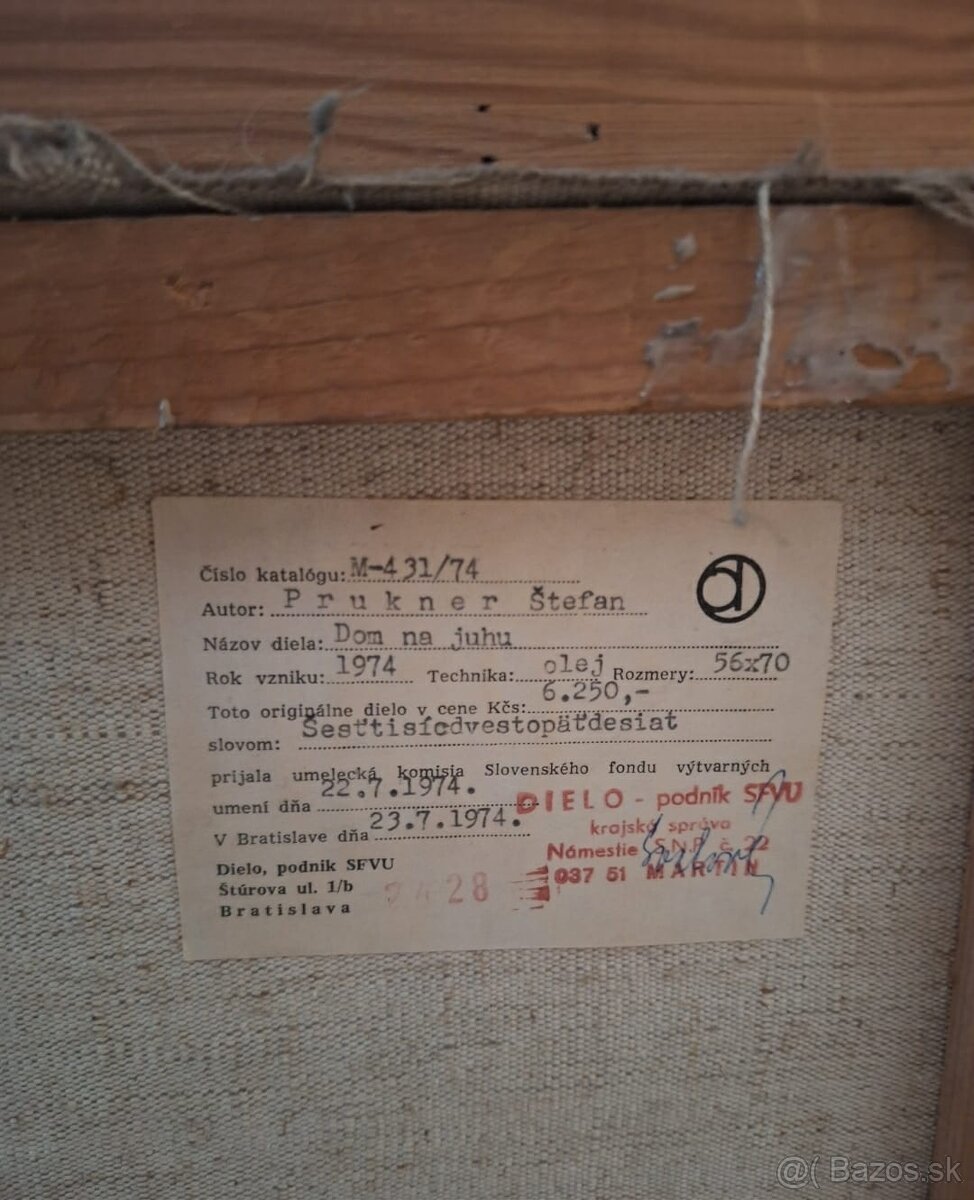 Číslo katalógu: M-431/74
Autor: Prukner Štefan
Názov diela: Dom na juhu
Rok vzniku: 1974 Technika: olej Rozmery: 56x70
Toto originálne dielo v cene Kčs: 6.250,-
slovom: Šesťtisícdvestopäťdesiat
prijala umelecká komisia Slovenského fondu výtvarných
umení dňa 22.7.1974.
V Bratislave dňa 23.7.1974.
Dielo, podnik SFVU
Štúrova ul. 1/b
Bratislava
DIELO - podnik SFVU
krajská správa
Námestie S.N.P. č. 22
037 51 MARTIN
2428
@( Bazos.sk